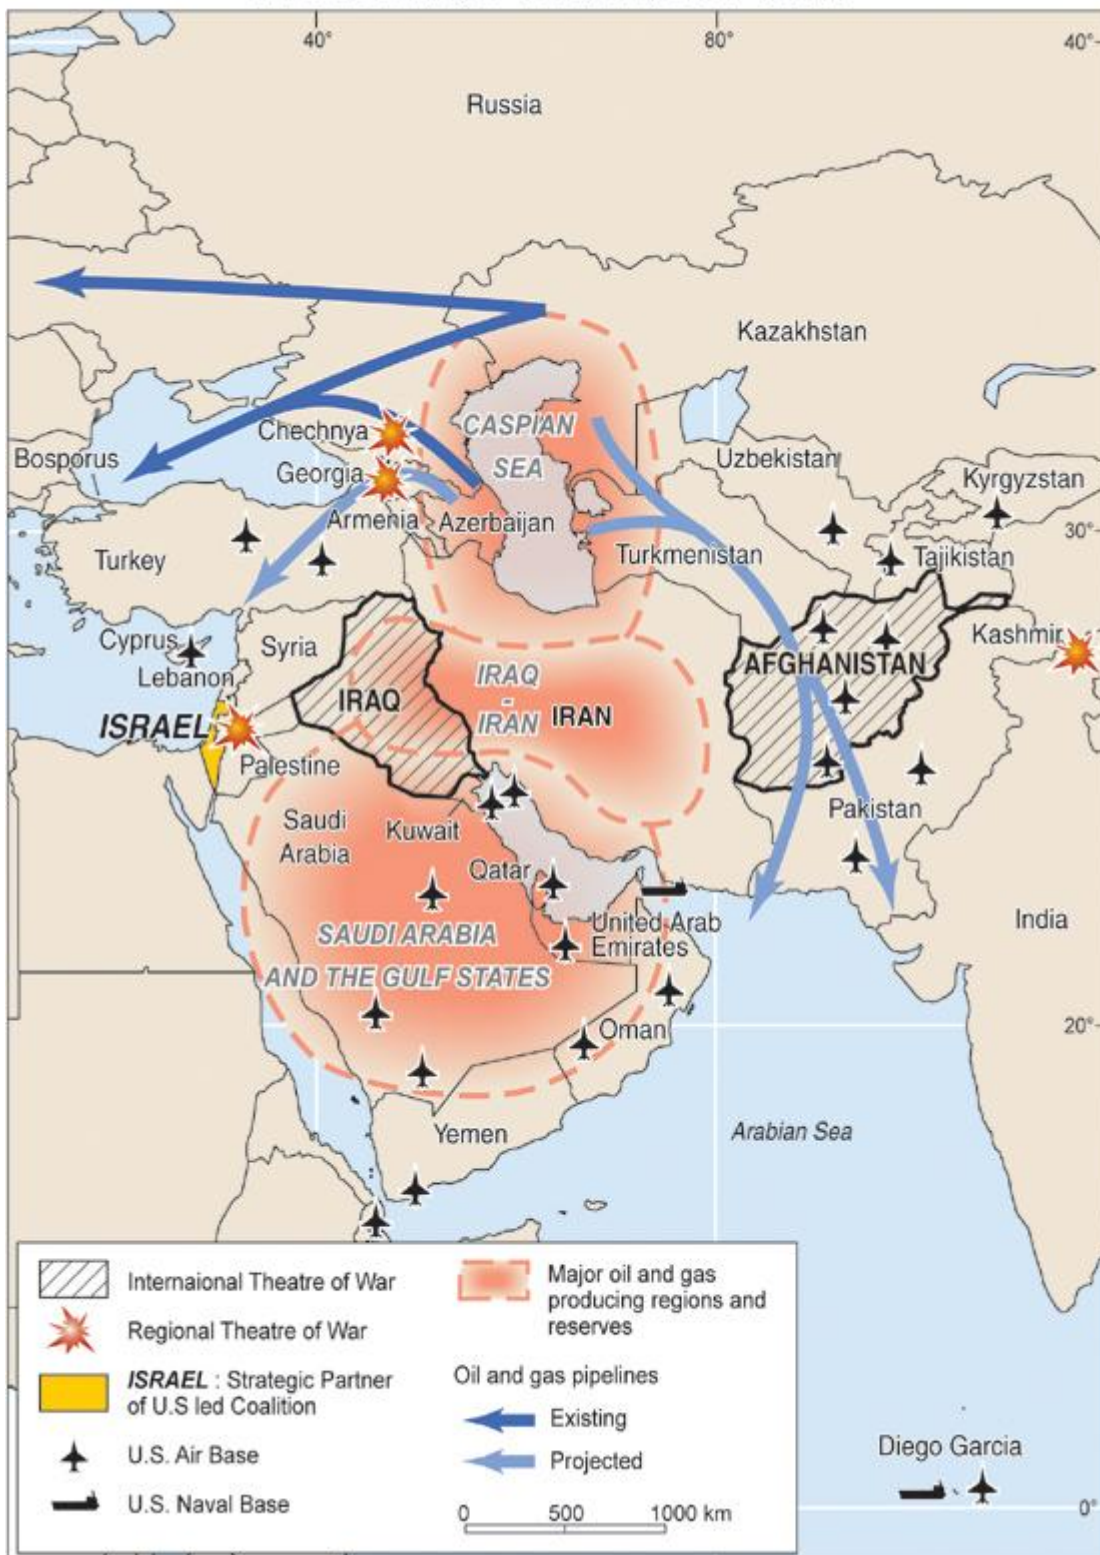 40°
80°
40°
Russia
Kazakhstan
CASPIAN
SEA
Chechnya
Bosporus
Georgia
Uzbekistan
Kyrgyzstan
Armenia
Azerbaijan
30°
Turkey
Turkmenistan
Tajikistan
Cyprus
Syria
Kashmir
Lebanon
AFGHANISTAN
IRAQ
IRAQ
-
IRAN
IRAN
ISRAEL
Palestine
Saudi
Arabia
Kuwait
Pakistan
Qatar
United Arab
Emirates
India
SAUDI ARABIA
AND THE GULF STATES
Oman
20°
Yemen
Arabian Sea
Internaional Theatre of War
Regional Theatre of War
ISRAEL : Strategic Partner
of U.S led Coalition
U.S. Air Base
U.S. Naval Base
Major oil and gas
producing regions and
reserves
Oil and gas pipelines
Existing
Projected
0 500 1000 km
Diego Garcia
0°